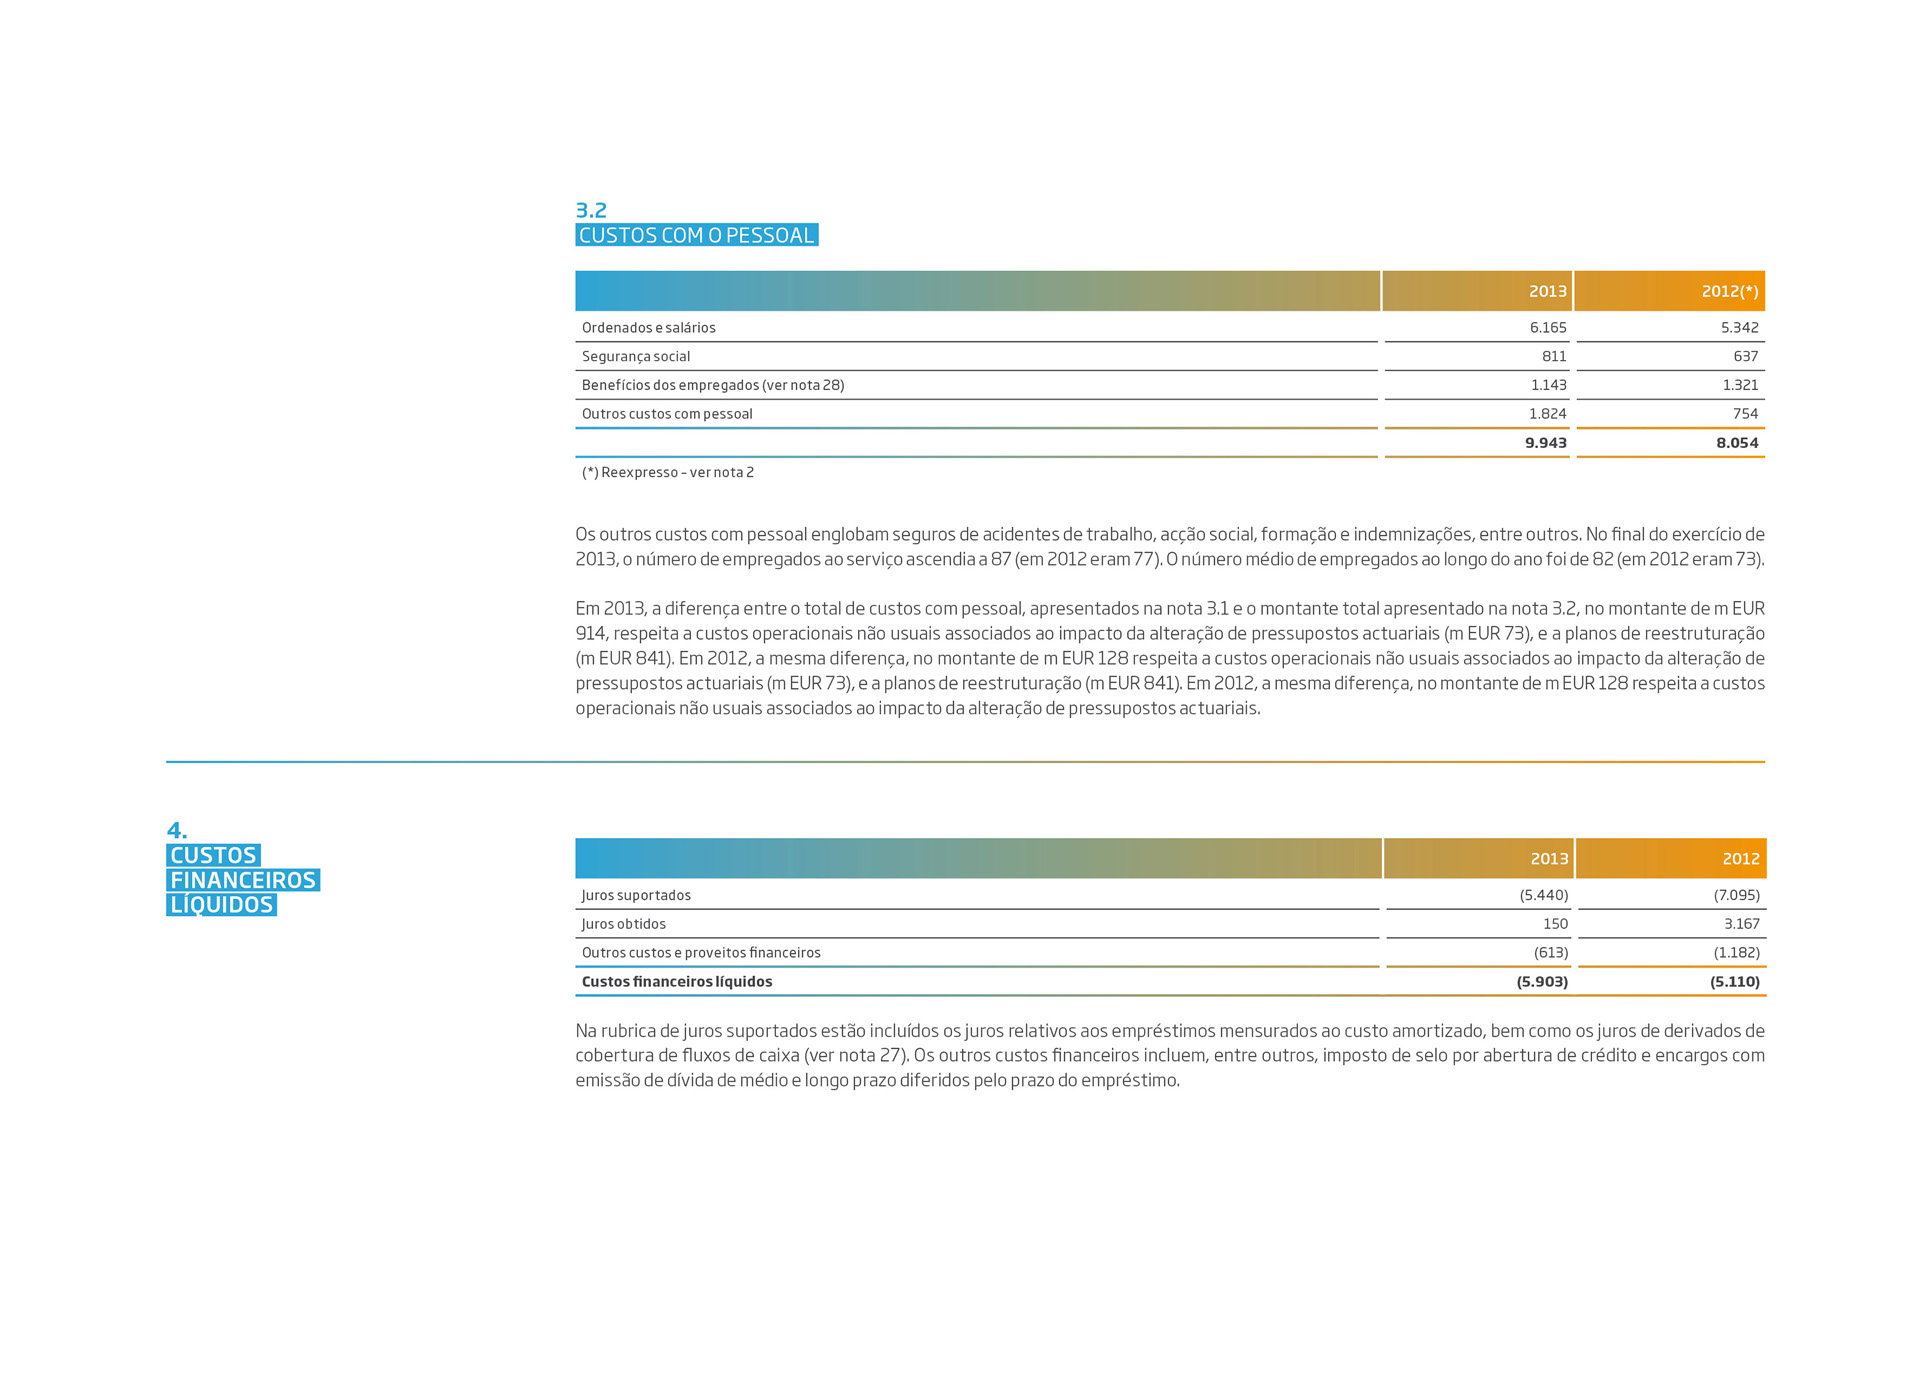 3.2
CUSTOS COM O PESSOAL
2013 2012(*)
Ordenados e salários 6.165 5.342
Segurança social 811 637
Benefícios dos empregados (ver nota 28) 1.143 1.321
Outros custos com pessoal 1.824 754
9.943 8.054
(*) Reexpresso – ver nota 2
Os outros custos com pessoal englobam seguros de acidentes de trabalho, acção social, formação e indemnizações, entre outros. No final do exercício de
2013, o número de empregados ao serviço ascendia a 87 (em 2012 eram 77). O número médio de empregados ao longo do ano foi de 82 (em 2012 eram 73).
Em 2013, a diferença entre o total de custos com pessoal, apresentados na nota 3.1 e o montante total apresentado na nota 3.2, no montante de m EUR
914, respeita a custos operacionais não usuais associados ao impacto da alteração de pressupostos actuariais (m EUR 73), e a planos de reestruturação
(m EUR 841). Em 2012, a mesma diferença, no montante de m EUR 128 respeita a custos operacionais não usuais associados ao impacto da alteração de
pressupostos actuariais (m EUR 73), e a planos de reestruturação (m EUR 841). Em 2012, a mesma diferença, no montante de m EUR 128 respeita a custos
operacionais não usuais associados ao impacto da alteração de pressupostos actuariais.
4.
CUSTOS
FINANCEIROS
LÍQUIDOS
2013 2012
Juros suportados (5.440) (7.095)
Juros obtidos 150 3.167
Outros custos e proveitos financeiros (613) (1.182)
Custos financeiros líquidos (5.903) (5.110)
Na rubrica de juros suportados estão incluídos os juros relativos aos empréstimos mensurados ao custo amortizado, bem como os juros de derivados de
cobertura de fluxos de caixa (ver nota 27). Os outros custos financeiros incluem, entre outros, imposto de selo por abertura de crédito e encargos com
emissão de dívida de médio e longo prazo diferidos pelo prazo do empréstimo.